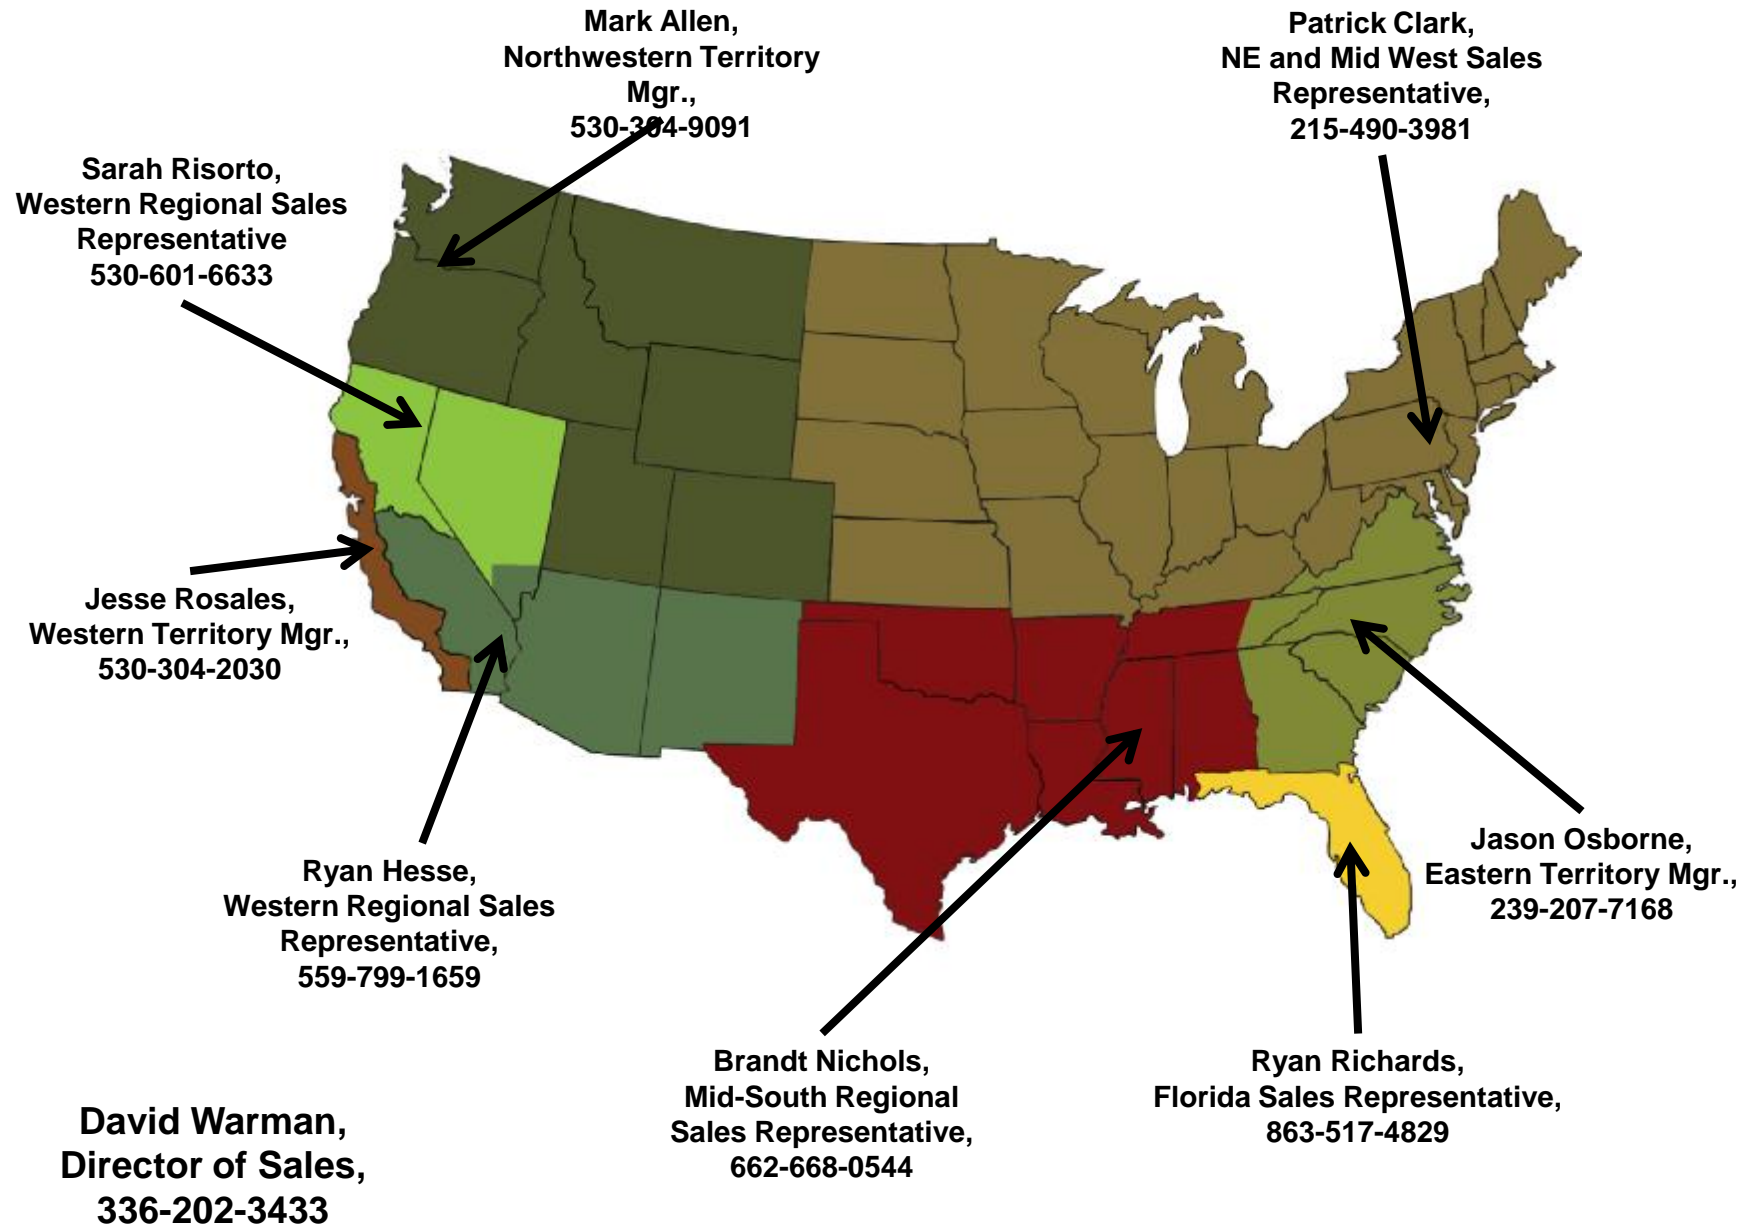 Mark Allen,
Northwestern Territory
Mgr.,
530-304-9091
Patrick Clark,
NE and Mid West Sales
Representative,
215-490-3981
Sarah Risorto,
Western Regional Sales
Representative
530-601-6633
Jesse Rosales,
Western Territory Mgr.,
530-304-2030
Ryan Hesse,
Western Regional Sales
Representative,
559-799-1659
Jason Osborne,
Eastern Territory Mgr.,
239-207-7168
Brandt Nichols,
Mid-South Regional
Sales Representative,
662-668-0544
Ryan Richards,
Florida Sales Representative,
863-517-4829
David Warman,
Director of Sales,
336-202-3433